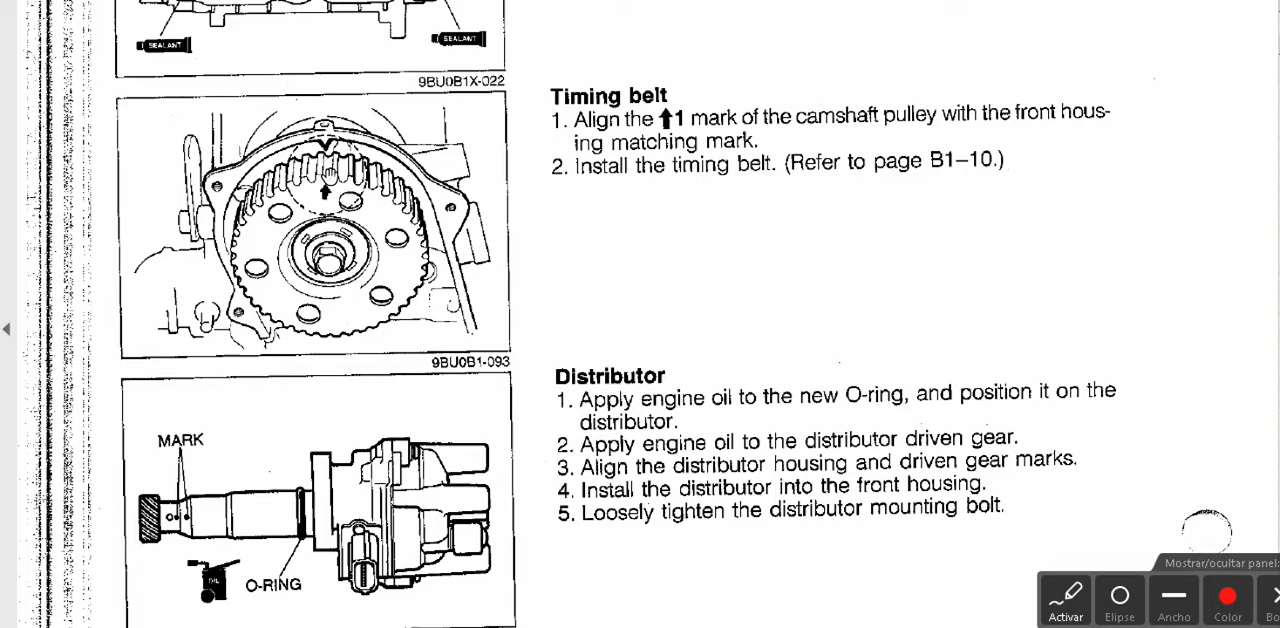 SEALANT
SEALANT
9BU0B1X-022
Timing belt
1. Align the ⬆1 mark of the camshaft pulley with the front hous-
ing matching mark.
2. Install the timing belt. (Refer to page B1–10.)
9BU0B1-093
Distributor
1. Apply engine oil to the new O-ring, and position it on the
distributor.
2. Apply engine oil to the distributor driven gear.
3. Align the distributor housing and driven gear marks.
4. Install the distributor into the front housing.
5. Loosely tighten the distributor mounting bolt.
MARK
OIL
O-RING
Mostrar/ocultar panel:
Activar
Elipse
Ancho
Color
Bo